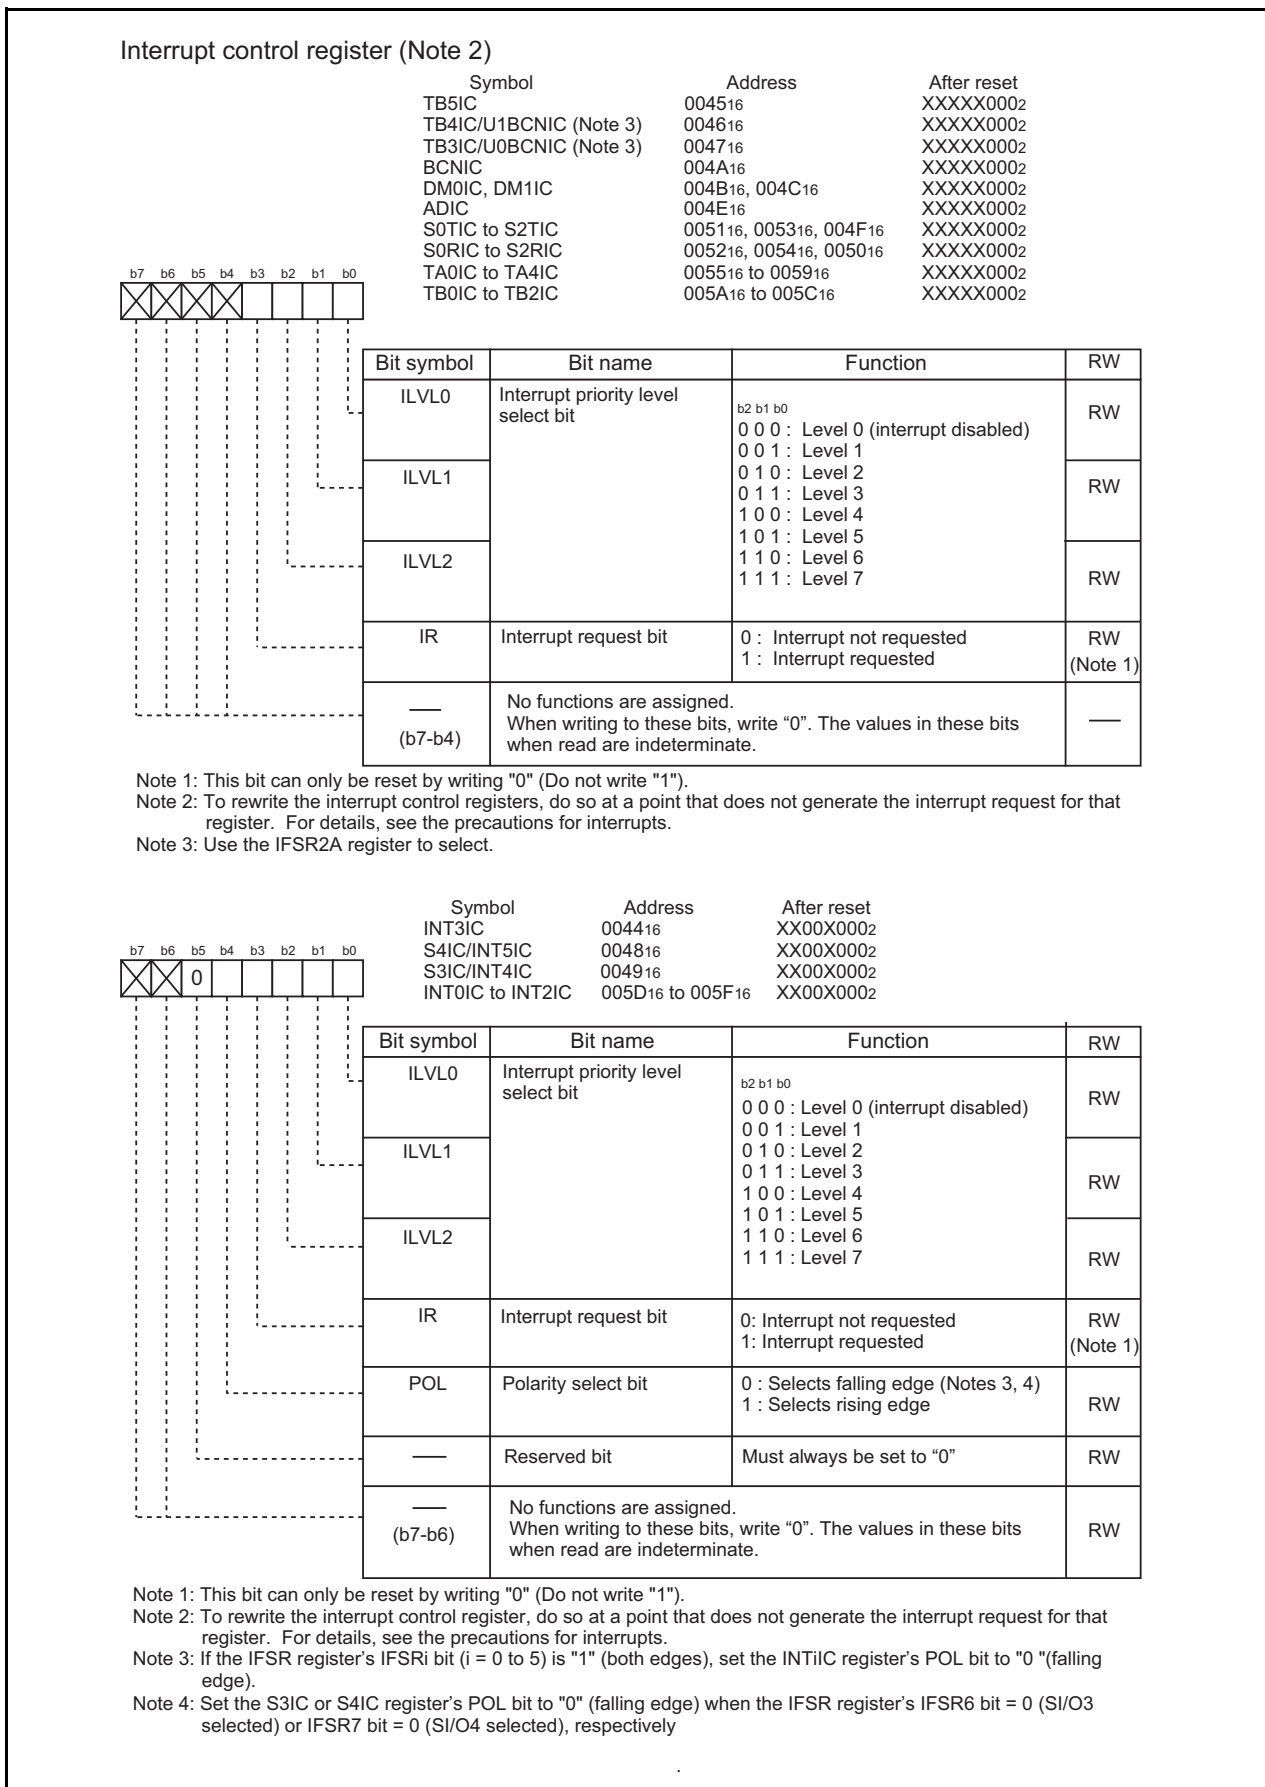 Interrupt control register (Note 2)
Symbol Address After reset
TB5IC 004516 XXXXX0002
TB4IC/U1BCNIC (Note 3) 004616 XXXXX0002
TB3IC/U0BCNIC (Note 3) 004716 XXXXX0002
BCNIC 004A16 XXXXX0002
DM0IC, DM1IC 004B16, 004C16 XXXXX0002
ADIC 004E16 XXXXX0002
S0TIC to S2TIC 005116, 005316, 004F16 XXXXX0002
S0RIC to S2RIC 005216, 005416, 005016 XXXXX0002
TA0IC to TA4IC 005516 to 005916 XXXXX0002
TB0IC to TB2IC 005A16 to 005C16 XXXXX0002
b7 b6 b5 b4 b3 b2 b1 b0
Bit symbol Bit name Function RW
ILVL0 Interrupt priority level
select bit
b2 b1 b0
0 0 0 : Level 0 (interrupt disabled) RW
0 0 1 : Level 1
ILVL1 0 1 0 : Level 2
0 1 1 : Level 3 RW
1 0 0 : Level 4
1 0 1 : Level 5
ILVL2 1 1 0 : Level 6
1 1 1 : Level 7 RW
IR Interrupt request bit 0 : Interrupt not requested RW
1 : Interrupt requested (Note 1)
No functions are assigned.
When writing to these bits, write “0”. The values in these bits —
(b7-b4) when read are indeterminate.
Note 1: This bit can only be reset by writing "0" (Do not write "1").
Note 2: To rewrite the interrupt control registers, do so at a point that does not generate the interrupt request for that
register. For details, see the precautions for interrupts.
Note 3: Use the IFSR2A register to select.
Symbol Address After reset
INT3IC 004416 XX00X0002
S4IC/INT5IC 004816 XX00X0002
S3IC/INT4IC 004916 XX00X0002
INT0IC to INT2IC 005D16 to 005F16 XX00X0002
b7 b6 b5 b4 b3 b2 b1 b0
0
Bit symbol Bit name Function RW
ILVL0 Interrupt priority level
select bit
b2 b1 b0
0 0 0 : Level 0 (interrupt disabled) RW
0 0 1 : Level 1
ILVL1 0 1 0 : Level 2
0 1 1 : Level 3 RW
1 0 0 : Level 4
1 0 1 : Level 5
ILVL2 1 1 0 : Level 6
1 1 1 : Level 7 RW
IR Interrupt request bit 0: Interrupt not requested RW
1: Interrupt requested (Note 1)
POL Polarity select bit 0 : Selects falling edge (Notes 3, 4)
1 : Selects rising edge RW
— Reserved bit Must always be set to “0” RW
— No functions are assigned.
(b7-b6) When writing to these bits, write “0”. The values in these bits RW
when read are indeterminate.
Note 1: This bit can only be reset by writing "0" (Do not write "1").
Note 2: To rewrite the interrupt control register, do so at a point that does not generate the interrupt request for that
register. For details, see the precautions for interrupts.
Note 3: If the IFSR register’s IFSRi bit (i = 0 to 5) is "1" (both edges), set the INTiIC register’s POL bit to "0 "(falling
edge).
Note 4: Set the S3IC or S4IC register’s POL bit to "0" (falling edge) when the IFSR register’s IFSR6 bit = 0 (SI/O3
selected) or IFSR7 bit = 0 (SI/O4 selected), respectively
.